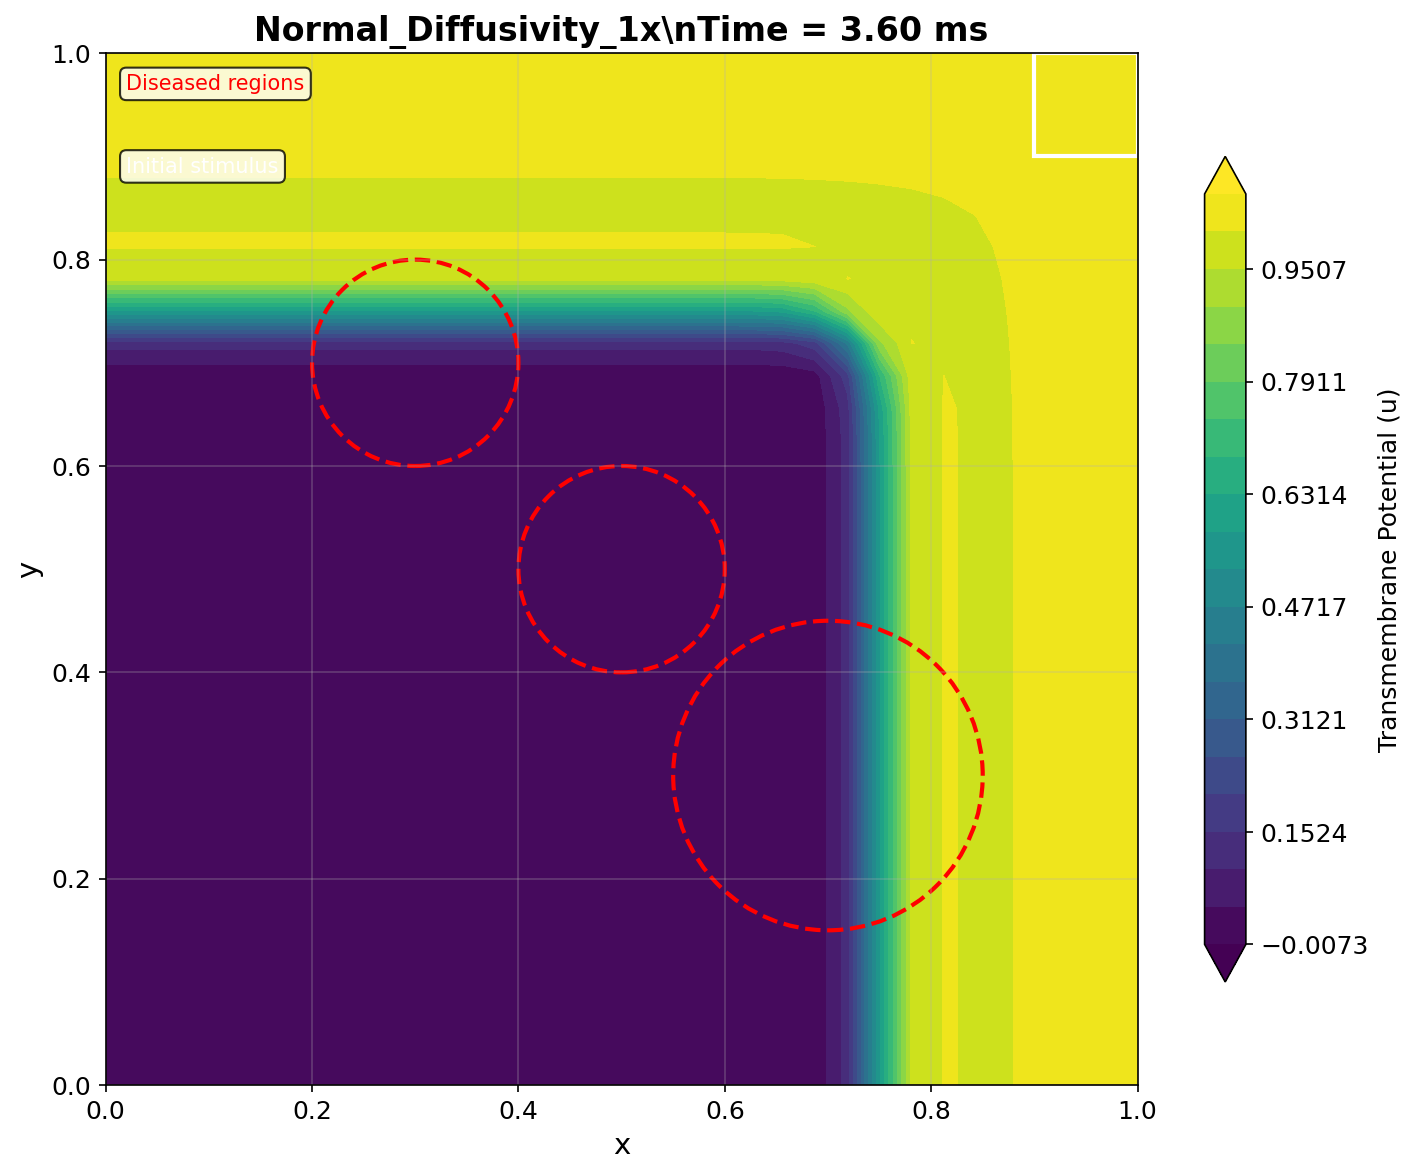 Normal_Diffusivity_1x\nTime = 3.60 ms
1.0
Diseased regions
Initial stimulus
0.8
0.6
0.4
0.2
0.0
y
0.0 0.2 0.4 0.6 0.8 1.0
x
0.9507
0.7911
0.6314
0.4717
0.3121
0.1524
−0.0073
Transmembrane Potential (u)